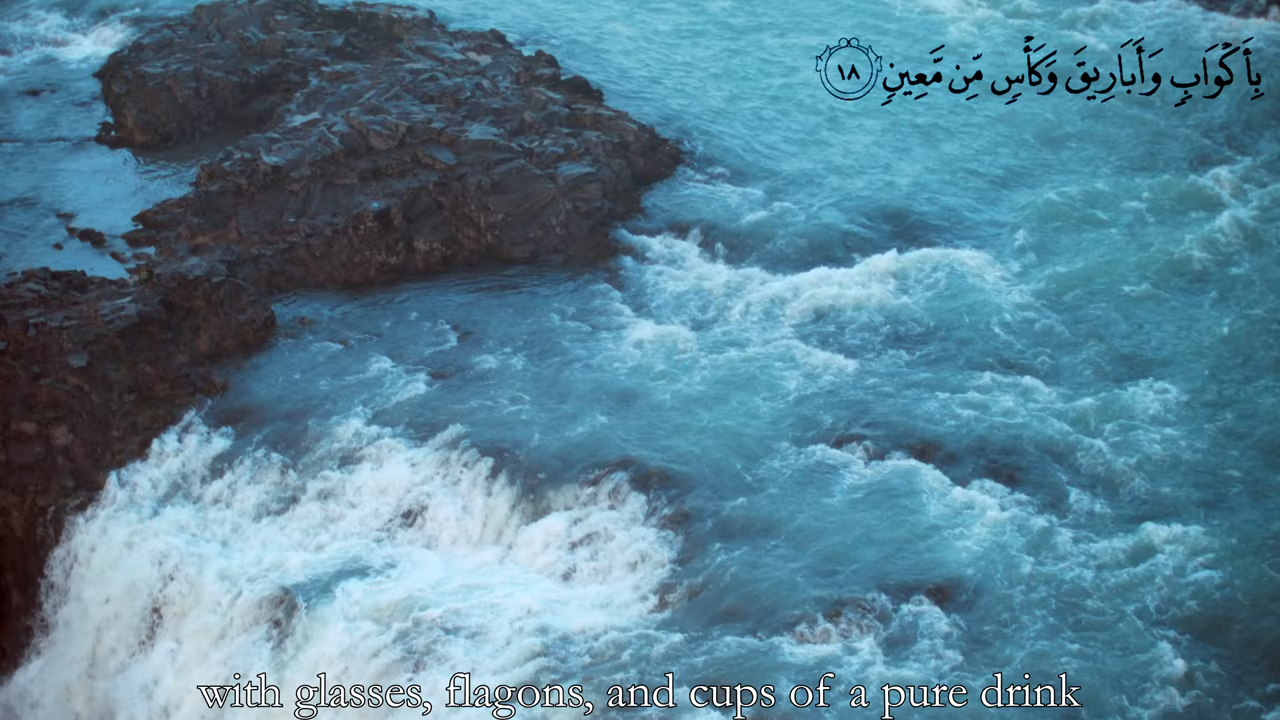 بِأَكْوَابٍ وَأَبَارِيقَ وَكَأْسٍ مِّن مَّعِينٍ ١٨
with glasses, flagons, and cups of a pure drink